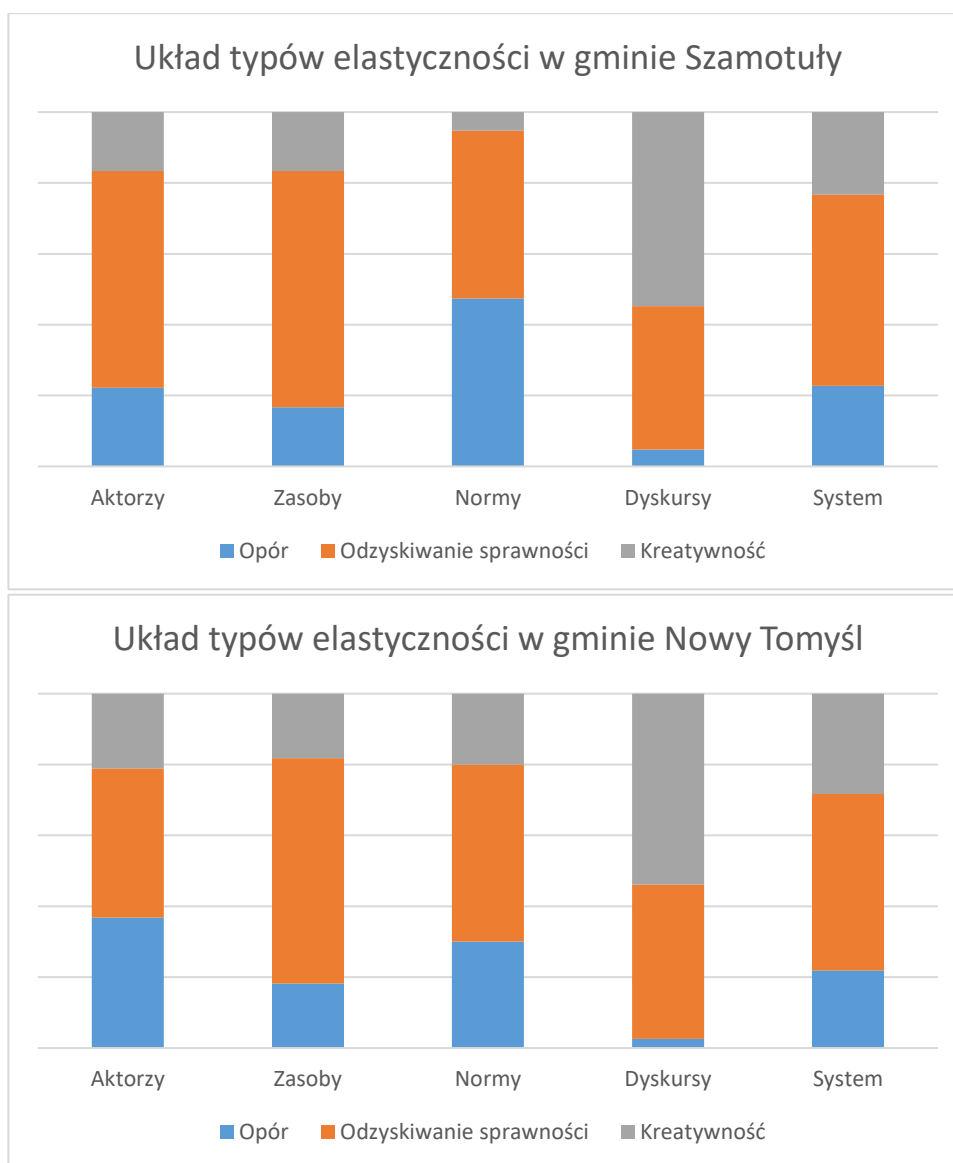 Układ typów elastyczności w gminie Szamotuły
Aktorzy Zasoby Normy Dyskursy System
Opór Odzyskiwanie sprawności Kreatywność
Układ typów elastyczności w gminie Nowy Tomyśl
Aktorzy Zasoby Normy Dyskursy System
Opór Odzyskiwanie sprawności Kreatywność